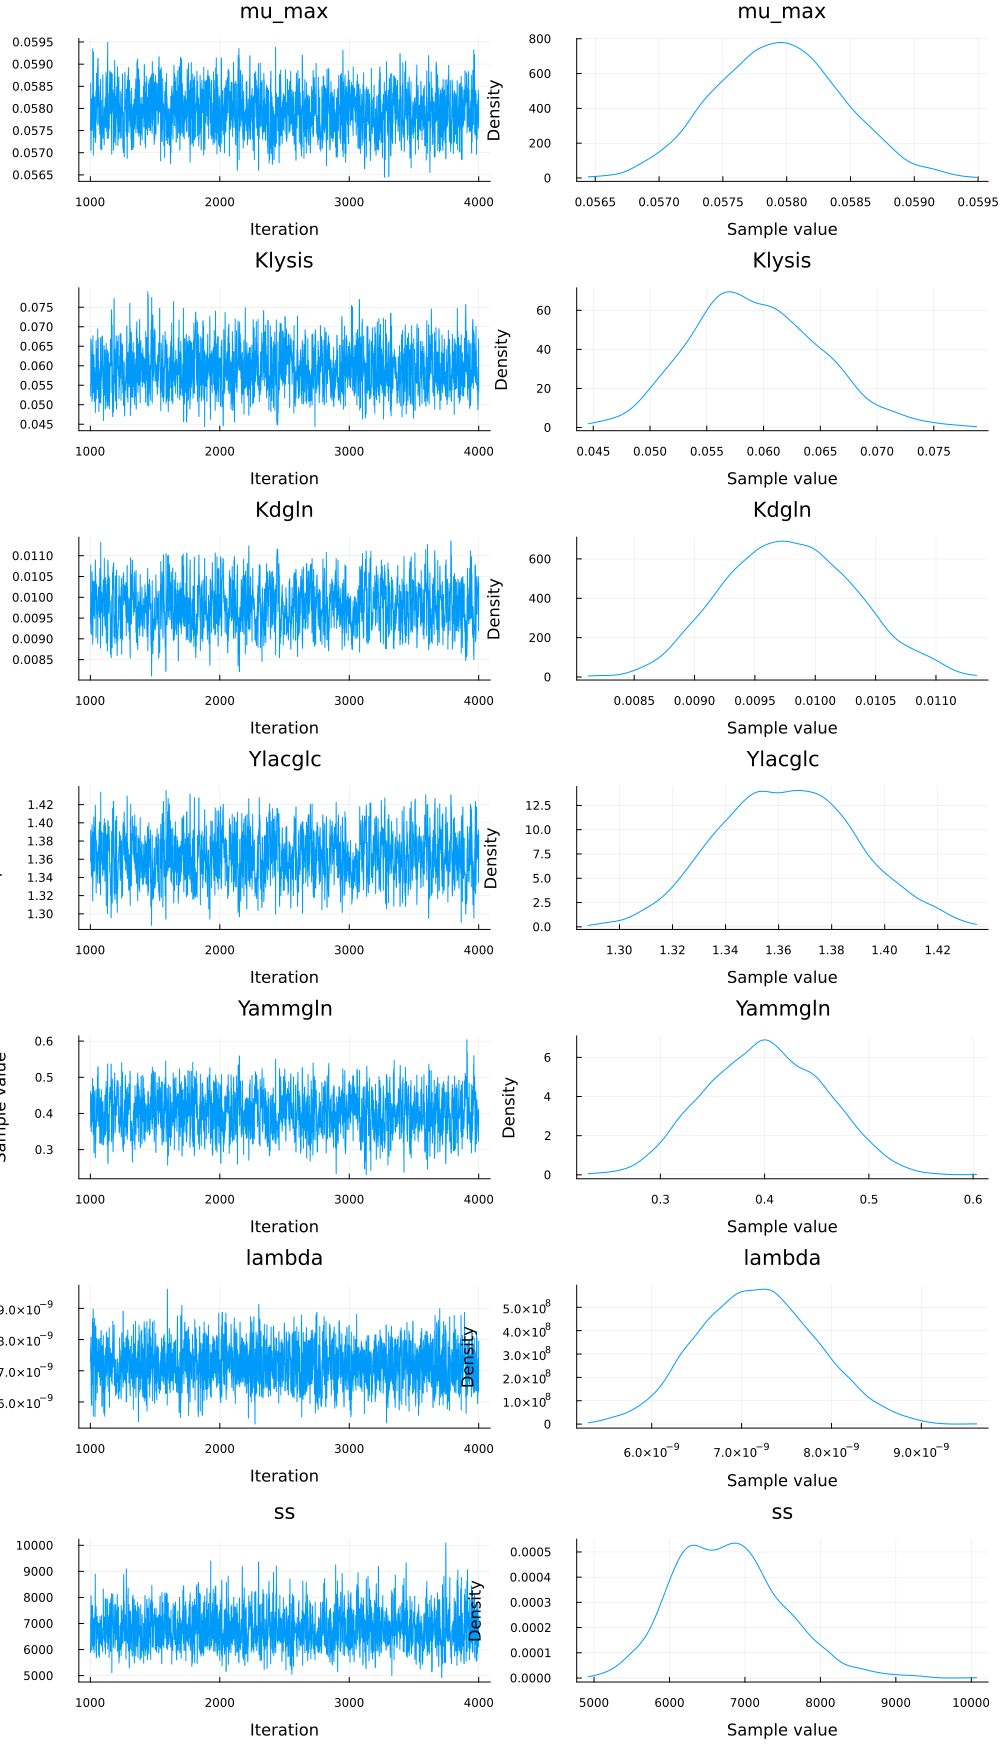 mu_max
mu_max
0.0595
0.0590
0.0585
0.0580
0.0575
0.0570
0.0565
1000 2000 3000 4000
Iteration
Density
800
600
400
200
0
0.0565 0.0570 0.0575 0.0580 0.0585 0.0590 0.0595
Sample value
Klysis
Klysis
0.075
0.070
0.065
0.060
0.055
0.050
0.045
1000 2000 3000 4000
Iteration
Density
60
40
20
0
0.045 0.050 0.055 0.060 0.065 0.070 0.075
Sample value
Kdgln
Kdgln
0.0110
0.0105
0.0100
0.0095
0.0090
0.0085
1000 2000 3000 4000
Iteration
Density
600
400
200
0
0.0085 0.0090 0.0095 0.0100 0.0105 0.0110
Sample value
Ylacglc
Ylacglc
1.42
1.40
1.38
1.36
1.34
1.32
1.30
1000 2000 3000 4000
Iteration
Density
12.5
10.0
7.5
5.0
2.5
0.0
1.30 1.32 1.34 1.36 1.38 1.40 1.42
Sample value
Yammgln
Yammgln
Sample value
0.6
0.5
0.4
0.3
1000 2000 3000 4000
Iteration
Density
6
4
2
0
0.3 0.4 0.5 0.6
Sample value
lambda
lambda
9.0×10⁻⁹
8.0×10⁻⁹
7.0×10⁻⁹
6.0×10⁻⁹
1000 2000 3000 4000
Iteration
Density
5.0×10⁸
4.0×10⁸
3.0×10⁸
2.0×10⁸
1.0×10⁸
0
6.0×10⁻⁹ 7.0×10⁻⁹ 8.0×10⁻⁹ 9.0×10⁻⁹
Sample value
ss
ss
10000
9000
8000
7000
6000
5000
1000 2000 3000 4000
Iteration
Density
0.0005
0.0004
0.0003
0.0002
0.0001
0.0000
5000 6000 7000 8000 9000 10000
Sample value